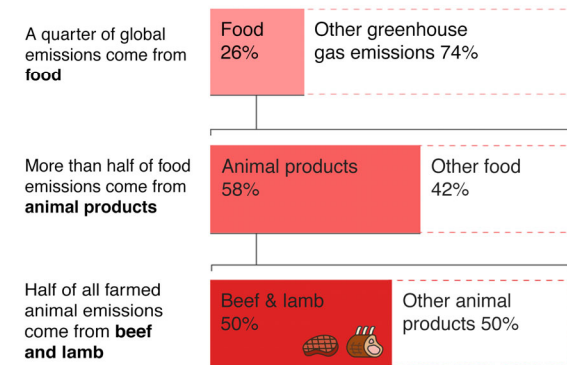 A quarter of global
emissions come from
food
Food
26%
Other greenhouse
gas emissions 74%
More than half of food
emissions come from
animal products
Animal products
58%
Other food
42%
Half of all farmed
animal emissions
come from beef
and lamb
Beef & lamb
50%
Other animal
products 50%